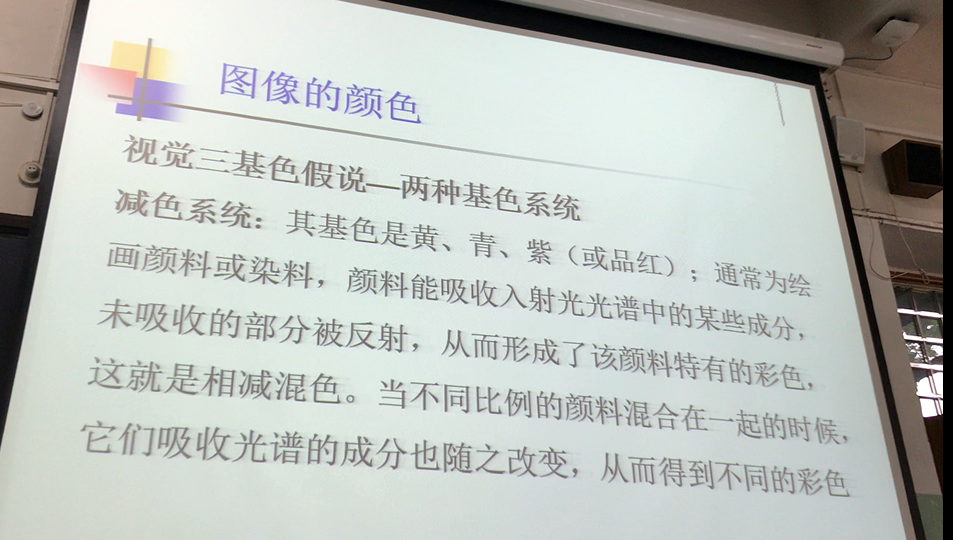 图像的颜色
视觉三基色假说—两种基色系统
减色系统：其基色是黄、青、紫（或品红）；通常为绘
画颜料或染料，颜料能吸收入射光光谱中的某些成分，
未吸收的部分被反射，从而形成了该颜料特有的彩色，
这就是相减混色。当不同比例的颜料混合在一起的时候，
它们吸收光谱的成分也随之改变，从而得到不同的彩色